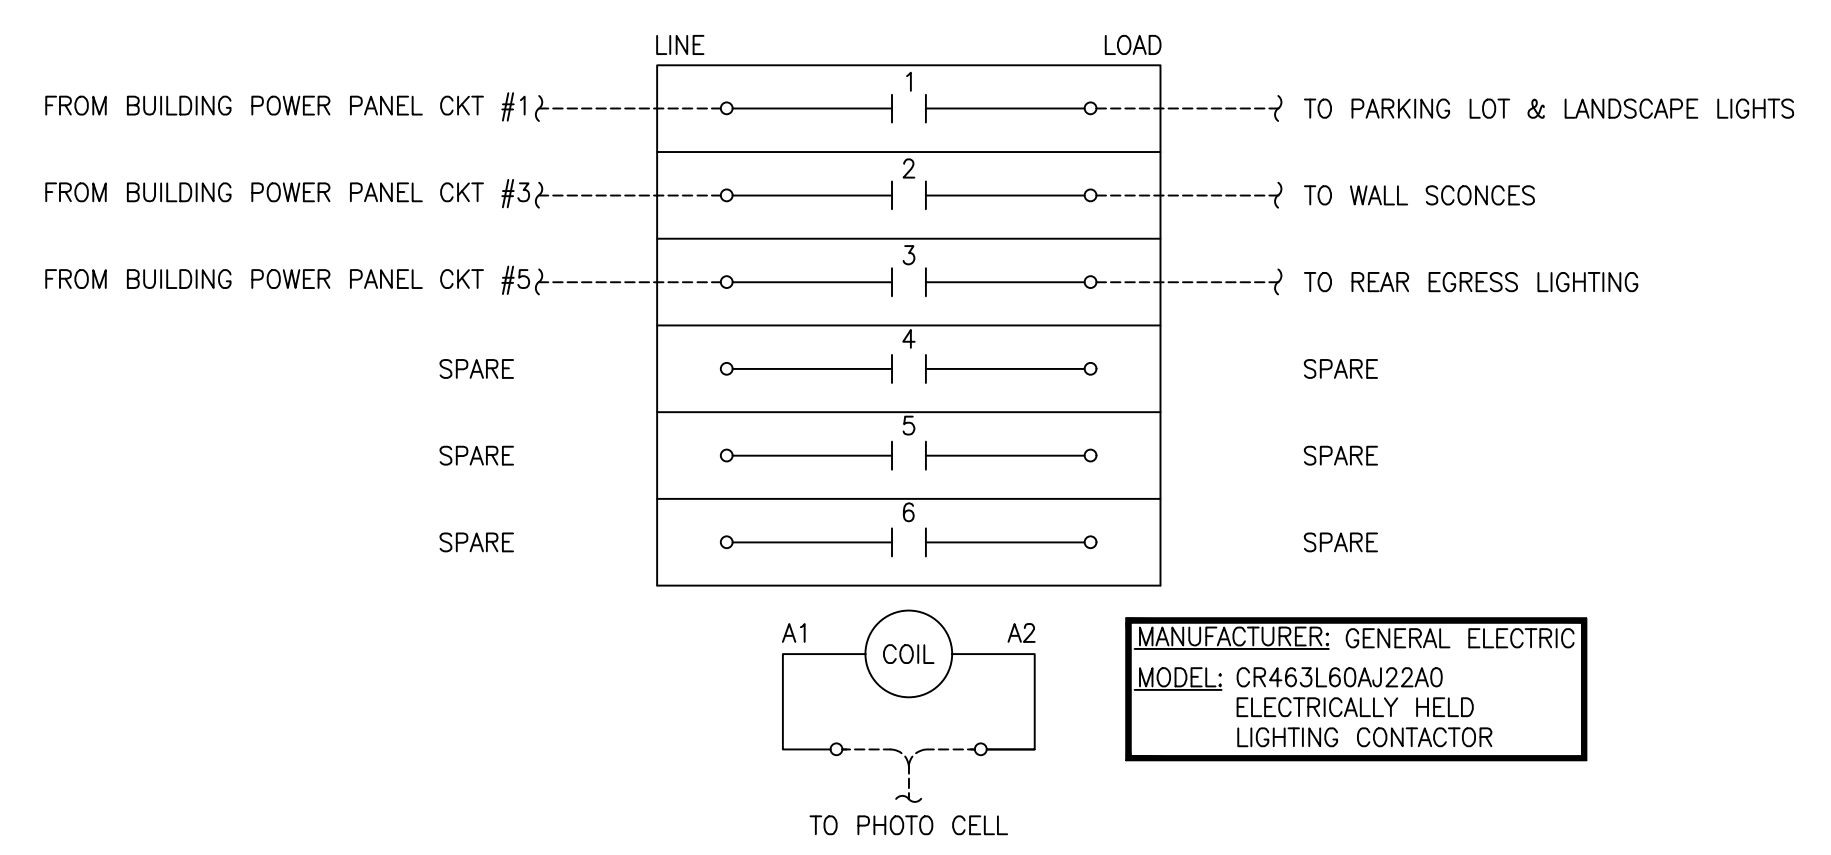 LINE LOAD
1
FROM BUILDING POWER PANEL CKT #1 TO PARKING LOT & LANDSCAPE LIGHTS
2
FROM BUILDING POWER PANEL CKT #3 TO WALL SCONCES
3
FROM BUILDING POWER PANEL CKT #5 TO REAR EGRESS LIGHTING
4
SPARE SPARE
5
SPARE SPARE
6
SPARE SPARE
A1 COIL A2
MANUFACTURER: GENERAL ELECTRIC
MODEL: CR463L60AJ22A0
ELECTRICALLY HELD
LIGHTING CONTACTOR
TO PHOTO CELL